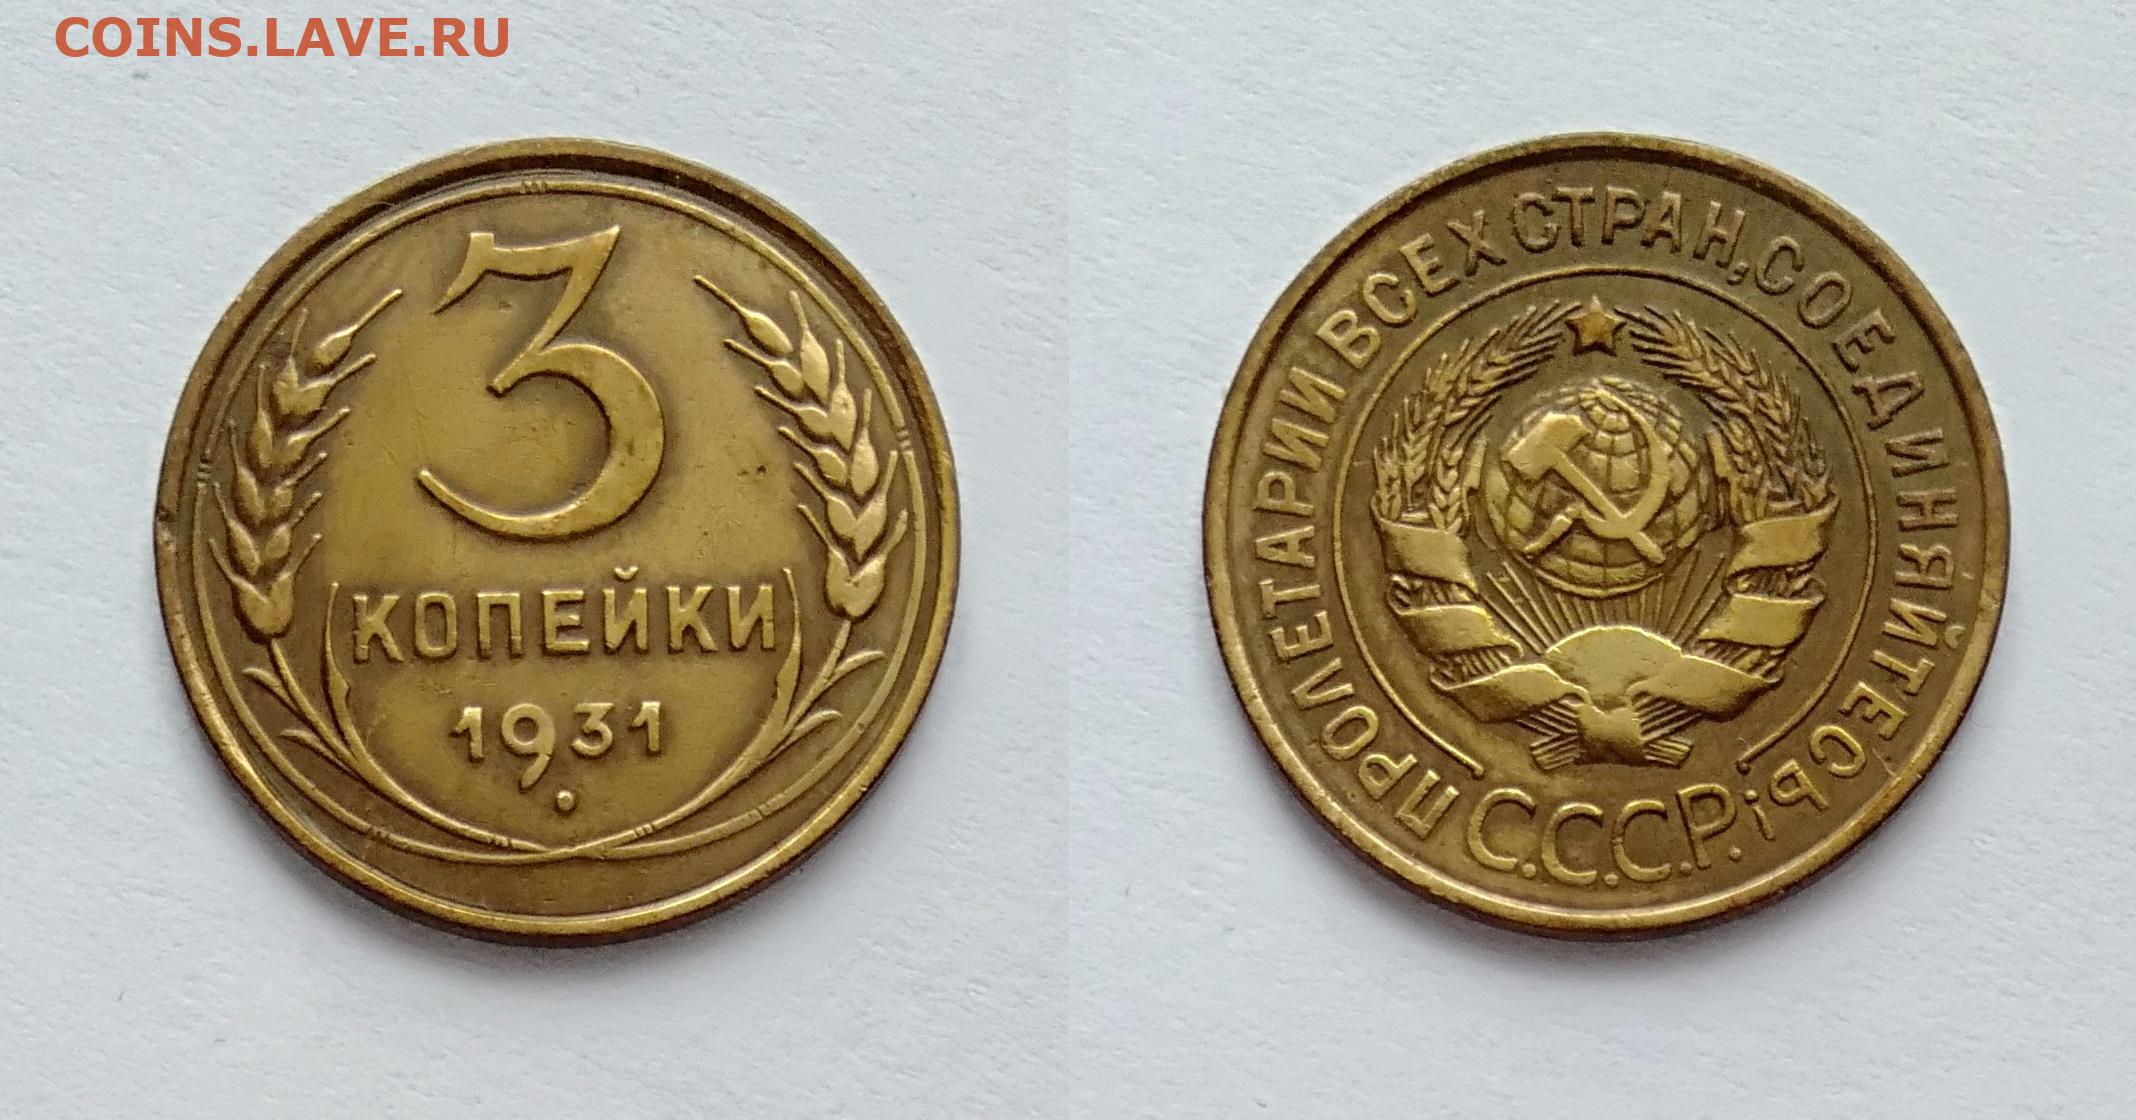 COINS.LAVE.RU
3
КОПЕЙКИ
1931
ПРОЛЕТАРИИ ВСЕХ СТРАН, СОЕДИНЯЙТЕСЬ!
С.С.С.Р.